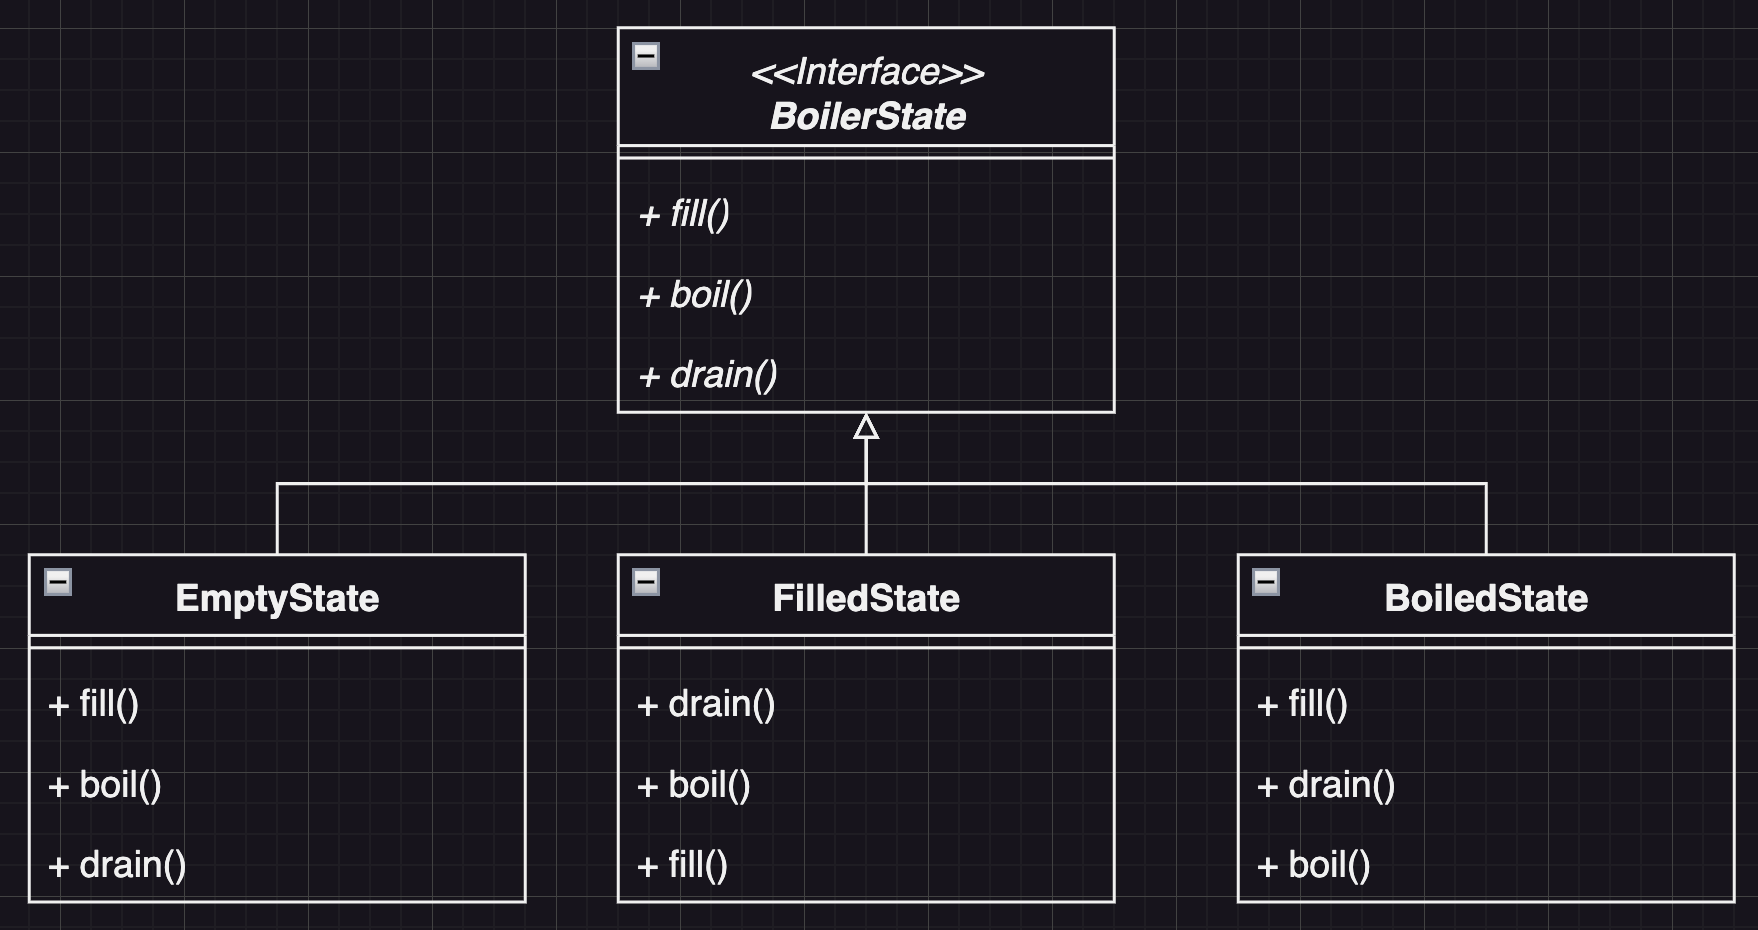 <<Interface>>
BoilerState
+ fill()
+ boil()
+ drain()
EmptyState
+ fill()
+ boil()
+ drain()
FilledState
+ drain()
+ boil()
+ fill()
BoiledState
+ fill()
+ drain()
+ boil()